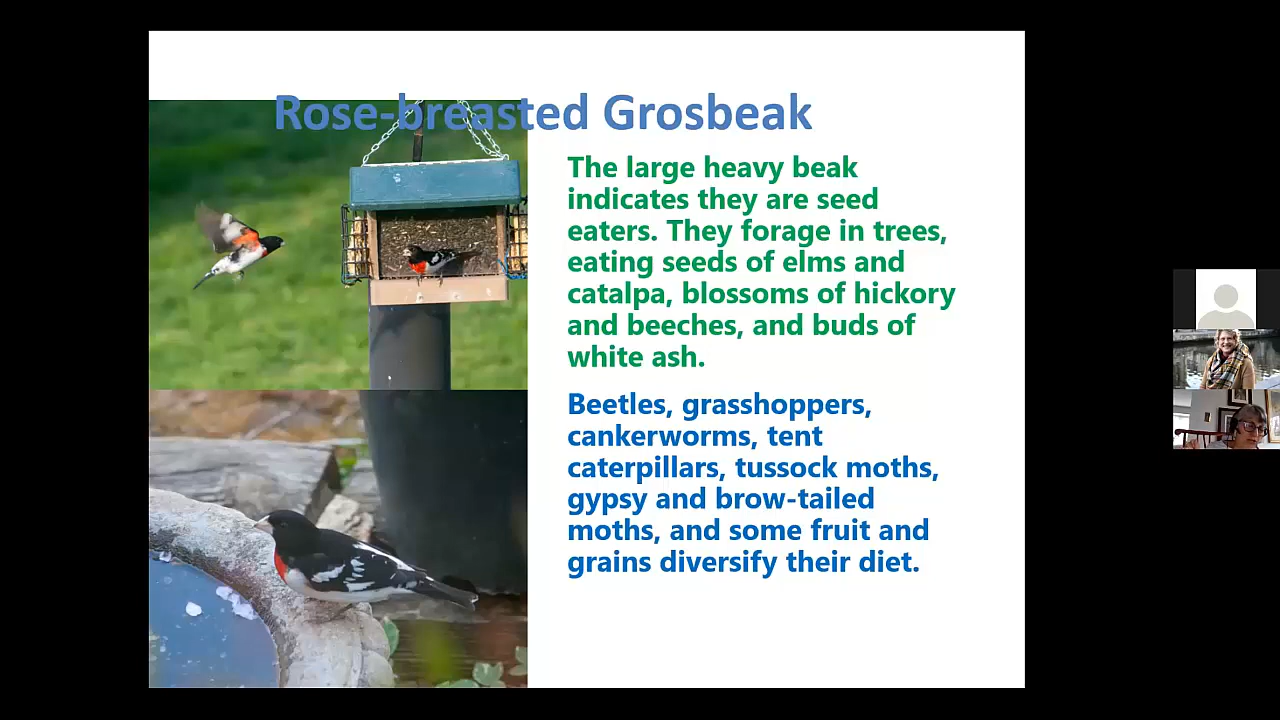 Rose-breasted Grosbeak
The large heavy beak
indicates they are seed
eaters. They forage in trees,
eating seeds of elms and
catalpa, blossoms of hickory
and beeches, and buds of
white ash.
Beetles, grasshoppers,
cankerworms, tent
caterpillars, tussock moths,
gypsy and brow-tailed
moths, and some fruit and
grains diversify their diet.